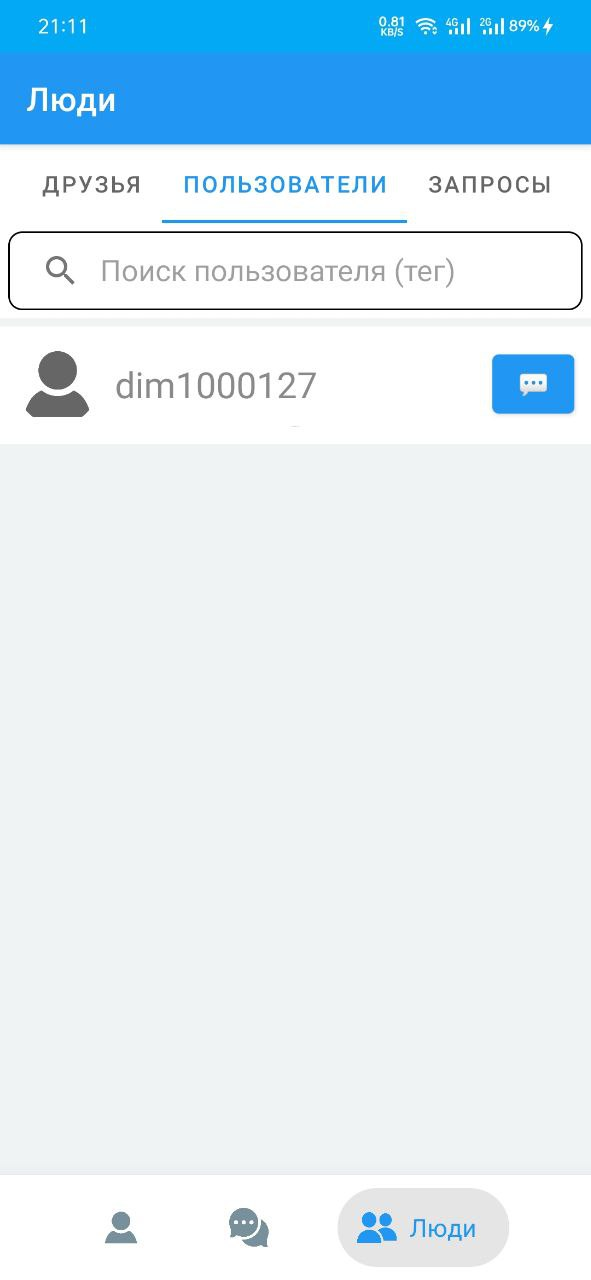 21:11 0.81 KB/S 4G 2G 89%
Люди
ДРУЗЬЯ ПОЛЬЗОВАТЕЛИ ЗАПРОСЫ
Поиск пользователя (тег)
dim1000127
Люди